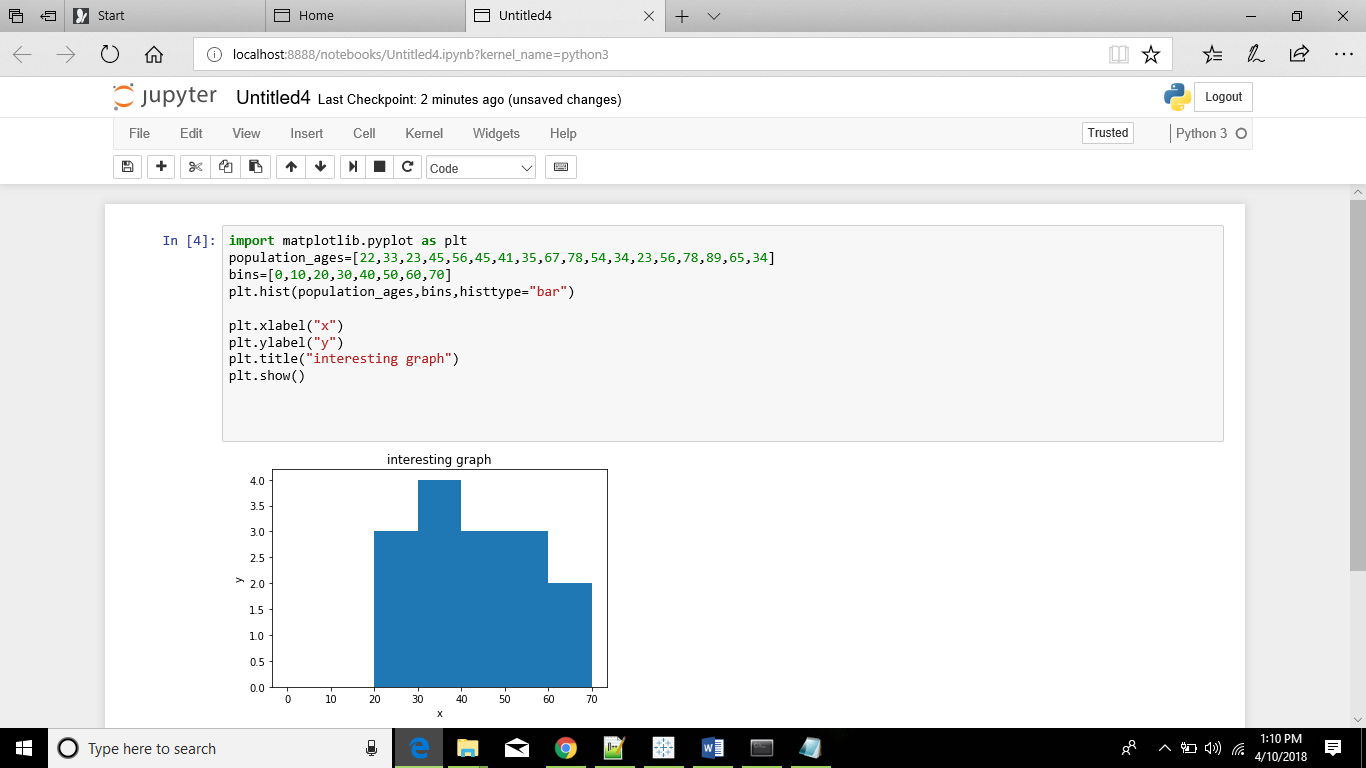 Start
Home
Untitled4
localhost:8888/notebooks/Untitled4.ipynb?kernel_name=python3
jupyter Untitled4 Last Checkpoint: 2 minutes ago (unsaved changes)
Logout
File Edit View Insert Cell Kernel Widgets Help
Trusted
Python 3
Code
In [4]:
import matplotlib.pyplot as plt
population_ages=[22,33,23,45,56,45,41,35,67,78,54,34,23,56,78,89,65,34]
bins=[0,10,20,30,40,50,60,70]
plt.hist(population_ages,bins,histtype="bar")
plt.xlabel("x")
plt.ylabel("y")
plt.title("interesting graph")
plt.show()
interesting graph
4.0
3.5
3.0
2.5
2.0
1.5
1.0
0.5
0.0
y
0 10 20 30 40 50 60 70
x
Type here to search
1:10 PM
4/10/2018